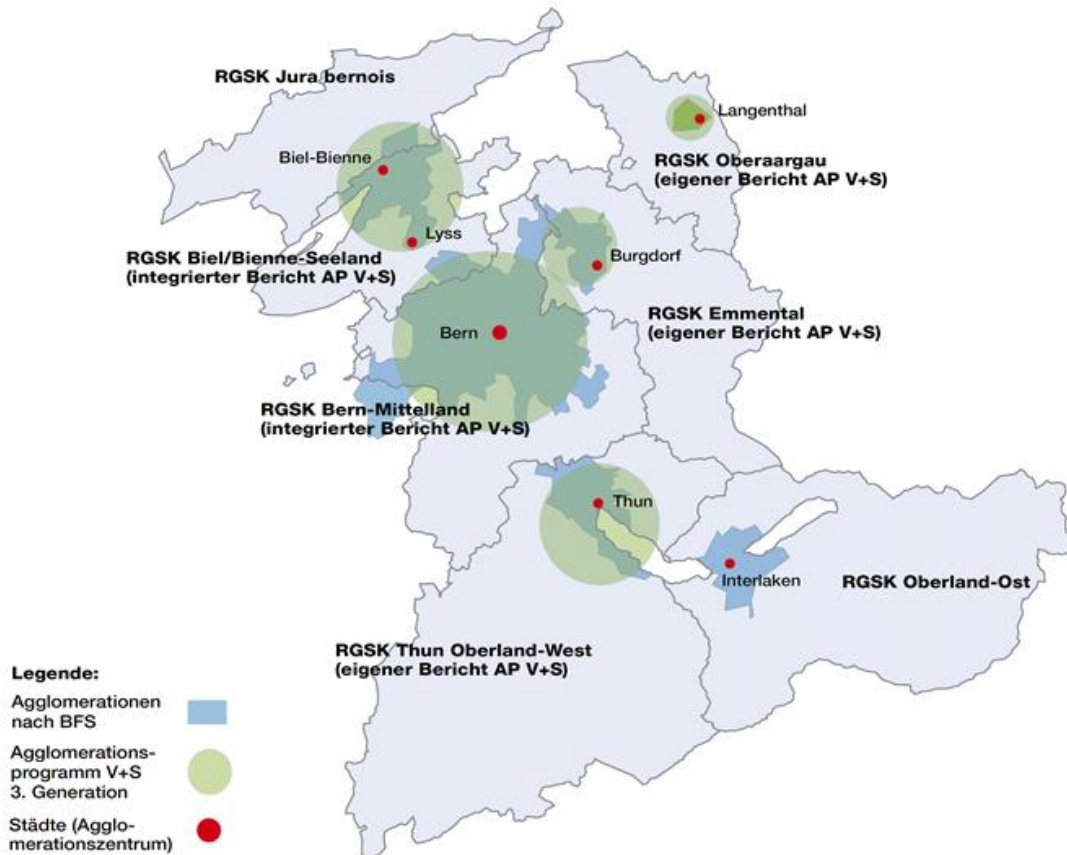 RGSK Jura bernois
Langenthal
Biel-Bienne
RGSK Oberaargau
(eigener Bericht AP V+S)
Lyss
RGSK Biel/Bienne-Seeland
(integrierter Bericht AP V+S)
Burgdorf
RGSK Emmental
(eigener Bericht AP V+S)
Bern
RGSK Bern-Mittelland
(integrierter Bericht AP V+S)
Thun
Interlaken
RGSK Oberland-Ost
RGSK Thun Oberland-West
(eigener Bericht AP V+S)
Legende:
Agglomerationen
nach BFS
Agglomerations-
programm V+S
3. Generation
Städte (Agglo-
merationszentrum)